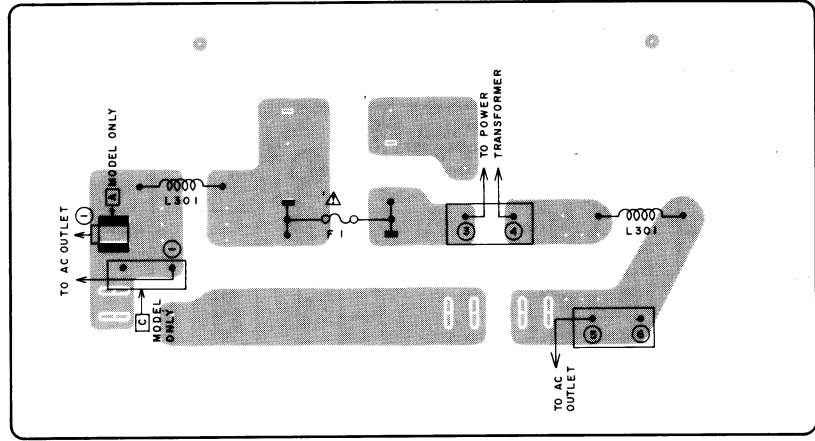 TO AC OUTLET
①
A MODEL ONLY
L301
①
C
MODEL
ONLY
F1
TO POWER
TRANSFORMER
③
④
L301
⑤
⑥
TO AC
OUTLET